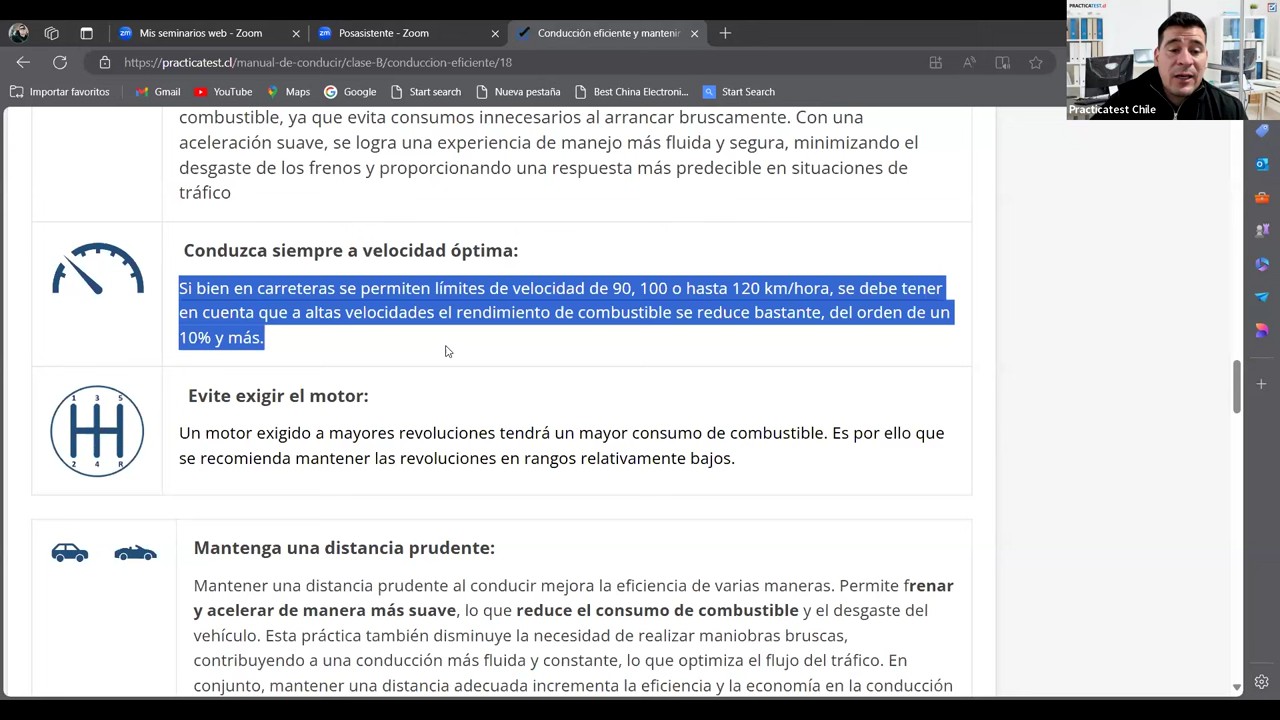 PRACTICATEST.cl
Mis seminarios web - Zoom
Posasistente - Zoom
Conducción eficiente y mantenir
https://practicatest.cl/manual-de-conducir/clase-B/conduccion-eficiente/18
Importar favoritos
Gmail
YouTube
Maps
Google
Start search
Nueva pestaña
Best China Electroni...
Start Search
Practicatest Chile
combustible, ya que evita consumos innecesarios al arrancar bruscamente. Con una
aceleración suave, se logra una experiencia de manejo más fluida y segura, minimizando el
desgaste de los frenos y proporcionando una respuesta más predecible en situaciones de
tráfico
Conduzca siempre a velocidad óptima:
Si bien en carreteras se permiten límites de velocidad de 90, 100 o hasta 120 km/hora, se debe tener
en cuenta que a altas velocidades el rendimiento de combustible se reduce bastante, del orden de un
10% y más.
1 3 5
2 4 R
Evite exigir el motor:
Un motor exigido a mayores revoluciones tendrá un mayor consumo de combustible. Es por ello que
se recomienda mantener las revoluciones en rangos relativamente bajos.
Mantenga una distancia prudente:
Mantener una distancia prudente al conducir mejora la eficiencia de varias maneras. Permite frenar
y acelerar de manera más suave, lo que reduce el consumo de combustible y el desgaste del
vehículo. Esta práctica también disminuye la necesidad de realizar maniobras bruscas,
contribuyendo a una conducción más fluida y constante, lo que optimiza el flujo del tráfico. En
conjunto, mantener una distancia adecuada incrementa la eficiencia y la economía en la conducción